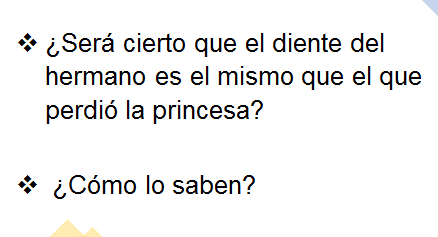 ❖ ¿Será cierto que el diente del
hermano es el mismo que el que
perdió la princesa?
❖ ¿Cómo lo saben?